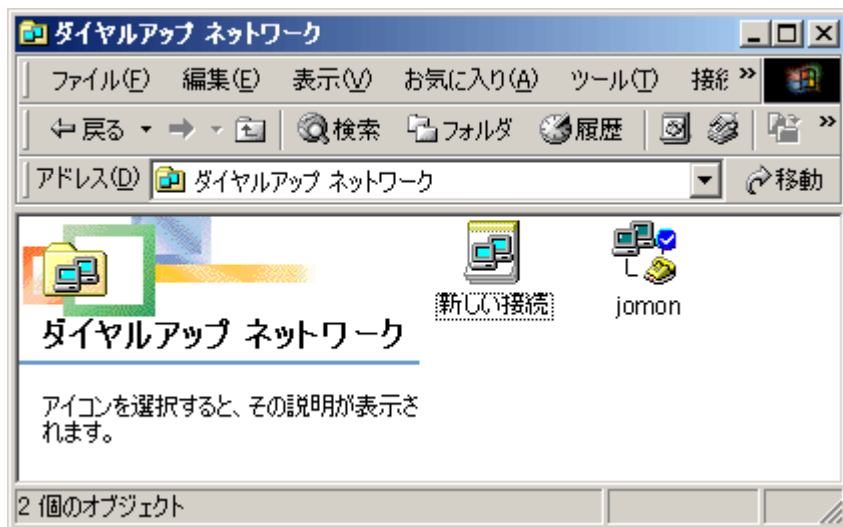 ダイヤルアップ ネットワーク
ファイル(F) 編集(E) 表示(V) お気に入り(A) ツール(T) 接続 »
戻る 検索 フォルダ 履歴 »
アドレス(D) ダイヤルアップ ネットワーク 移動
新しい接続 jomon
ダイヤルアップ ネットワーク
アイコンを選択すると、その説明が表示さ
れます。
2 個のオブジェクト